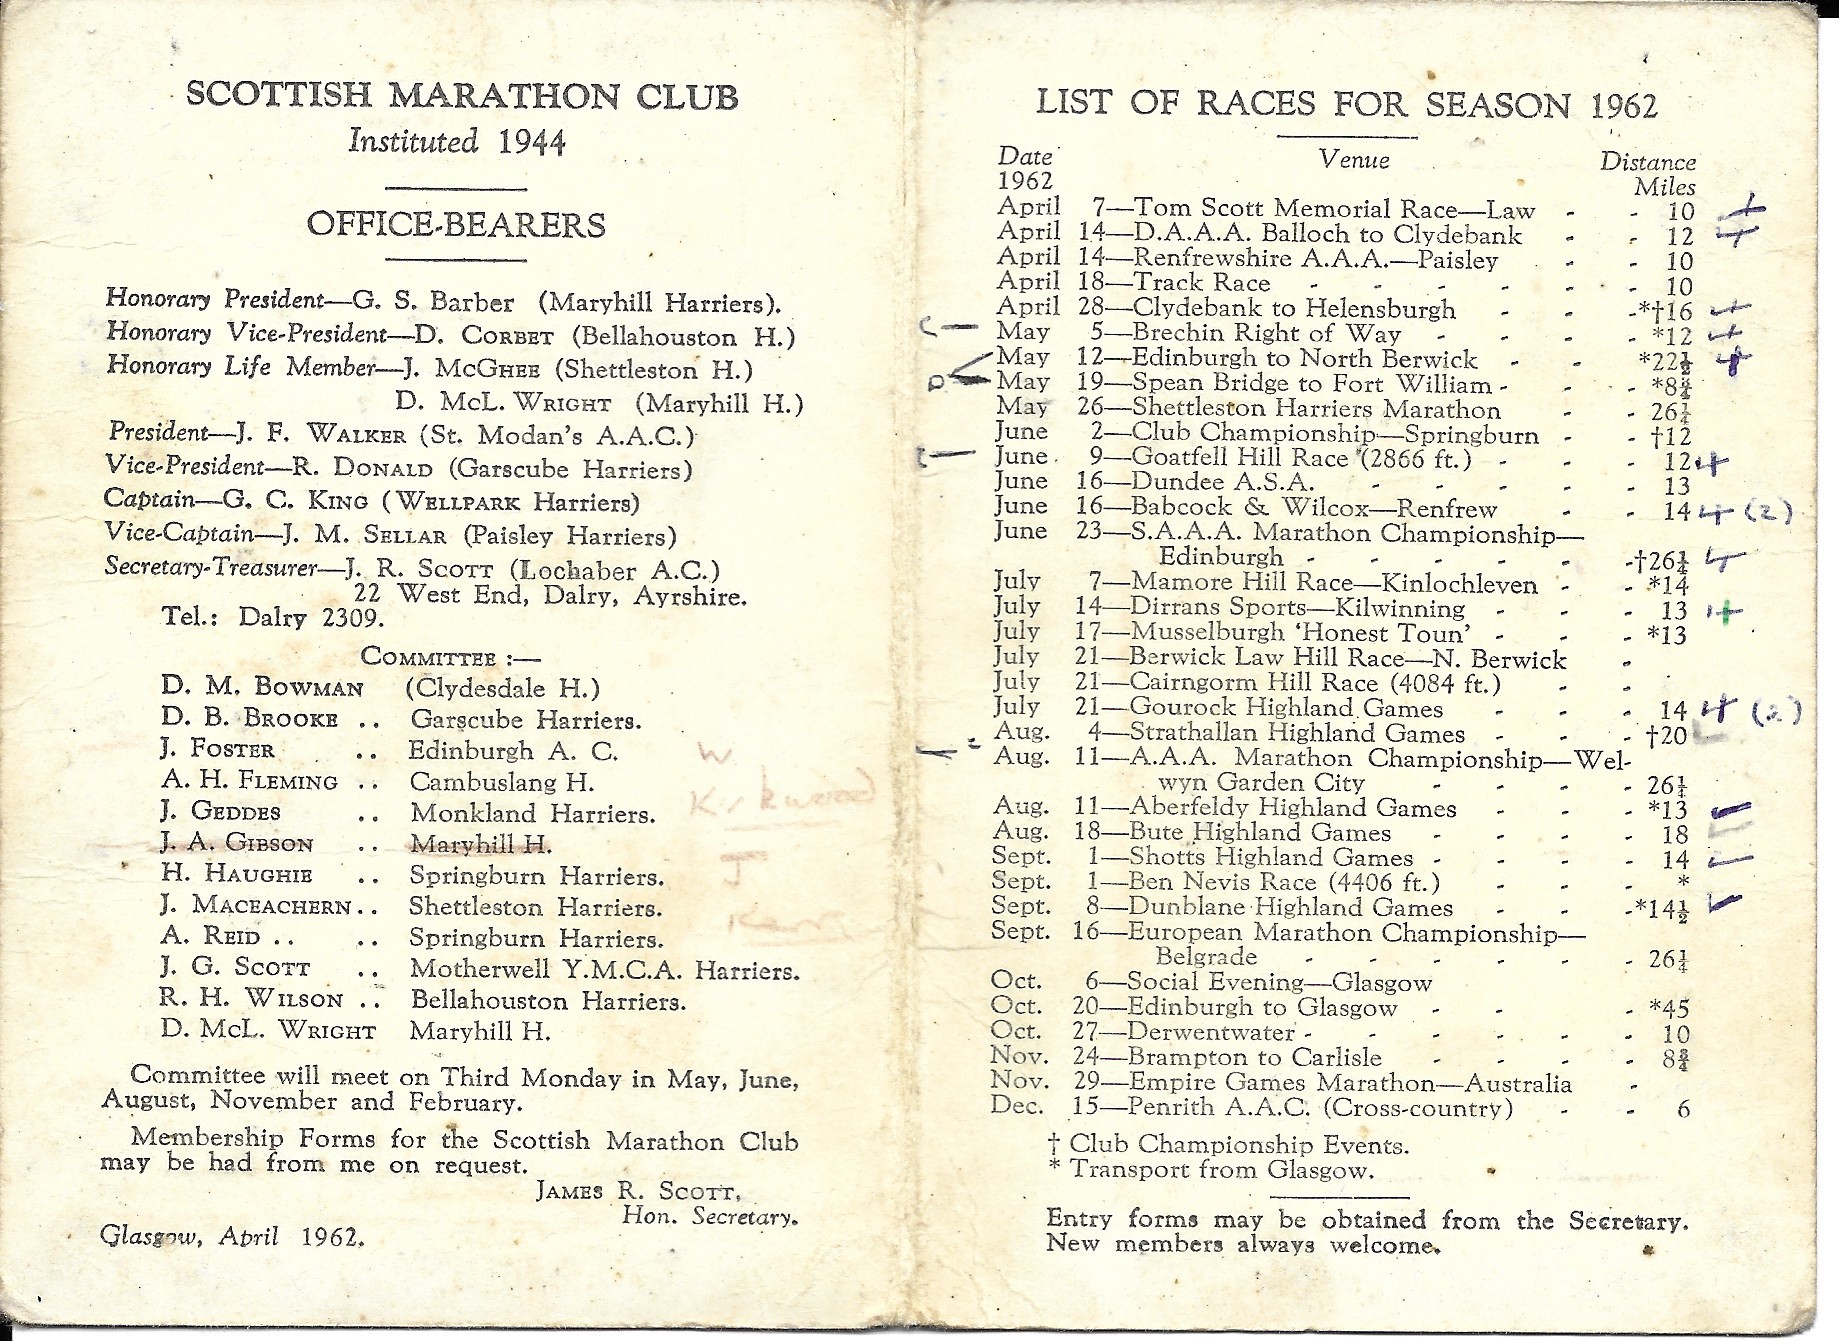 SCOTTISH MARATHON CLUB
Instituted 1944
OFFICE-BEARERS
Honorary President—G. S. Barber (Maryhill Harriers).
Honorary Vice-President—D. CORBET (Bellahouston H.)
Honorary Life Member—J. MCGHEE (Shettleston H.)
D. McL. WRIGHT (Maryhill H.)
President—J. F. WALKER (St. Modan's A.A.C.)
Vice-President—R. DONALD (Garscube Harriers)
Captain—G. C. KING (WELLPARK Harriers)
Vice-Captain—J. M. SELLAR (Paisley Harriers)
Secretary-Treasurer—J. R. SCOTT (Lochaber A.C.)
22 West End, Dalry, Ayrshire.
Tel.: Dalry 2309.
COMMITTEE :—
D. M. BOWMAN (Clydesdale H.)
D. B. BROOKE .. Garscube Harriers.
J. FOSTER .. Edinburgh A. C.
A. H. FLEMING .. Cambuslang H.
J. GEDDES .. Monkland Harriers.
J. A. GIBSON .. Maryhill H.
H. HAUGHIE .. Springburn Harriers.
J. MACEACHERN .. Shettleston Harriers.
A. REID .. .. Springburn Harriers.
J. G. SCOTT .. Motherwell Y.M.C.A. Harriers.
R. H. WILSON .. Bellahouston Harriers.
D. McL. WRIGHT Maryhill H.
W.
Kirkwood
J
Committee will meet on Third Monday in May, June,
August, November and February.
Membership Forms for the Scottish Marathon Club
may be had from me on request.
JAMES R. SCOTT,
Hon. Secretary.
Glasgow, April 1962.
LIST OF RACES FOR SEASON 1962
Date Venue Distance
1962 Miles
April 7—Tom Scott Memorial Race—Law - - 10
April 14—D.A.A.A. Balloch to Clydebank - - 12
April 14—Renfrewshire A.A.A.—Paisley - - 10
April 18—Track Race - - - - - - 10
April 28—Clydebank to Helensburgh - - -*†16
May 5—Brechin Right of Way - - - - *12
May 12—Edinburgh to North Berwick - - - *22½
May 19—Spean Bridge to Fort William - - - *8½
May 26—Shettleston Harriers Marathon - - 26¼
June 2—Club Championship—Springburn - - †12
June 9—Goatfell Hill Race (2866 ft.) - - - 12
June 16—Dundee A.S.A. - - - - - 13
June 16—Babcock & Wilcox—Renfrew - - 14 (2)
June 23—S.A.A.A. Marathon Championship—
Edinburgh - - - - - -†26¼
July 7—Mamore Hill Race—Kinlochleven - - *14
July 14—Dirrans Sports—Kilwinning - - - 13
July 17—Musselburgh 'Honest Toun' - - - *13
July 21—Berwick Law Hill Race—N. Berwick -
July 21—Cairngorm Hill Race (4084 ft.) - -
July 21—Gourock Highland Games - - - 14 (2)
Aug. 4—Strathallan Highland Games - - - †20
Aug. 11—A.A.A. Marathon Championship—Wel-
wyn Garden City - - - - 26¼
Aug. 11—Aberfeldy Highland Games - - - *13
Aug. 18—Bute Highland Games - - - - 18
Sept. 1—Shotts Highland Games - - - - 14
Sept. 1—Ben Nevis Race (4406 ft.) - - - *
Sept. 8—Dunblane Highland Games - - -*14½
Sept. 16—European Marathon Championship—
Belgrade - - - - - - 26¼
Oct. 6—Social Evening—Glasgow
Oct. 20—Edinburgh to Glasgow - - - *45
Oct. 27—Derwentwater - - - - - - 10
Nov. 24—Brampton to Carlisle - - - - 8¾
Nov. 29—Empire Games Marathon—Australia -
Dec. 15—Penrith A.A.C. (Cross-country) - - 6
† Club Championship Events.
* Transport from Glasgow.
Entry forms may be obtained from the Secretary.
New members always welcome.